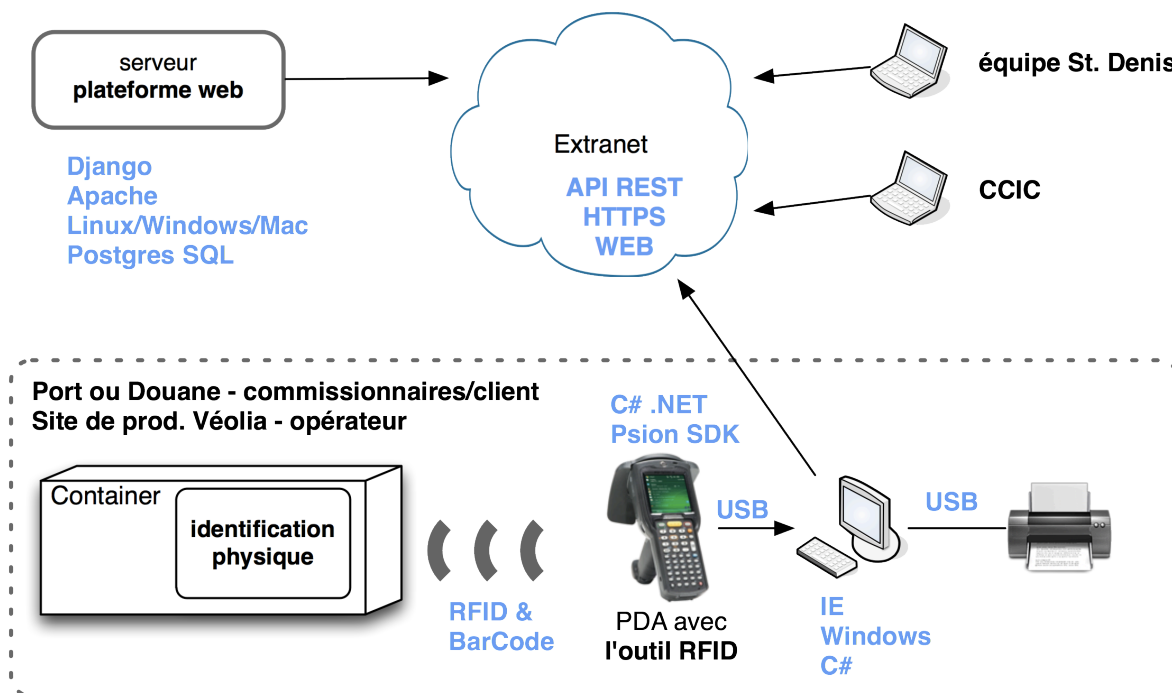 serveur
plateforme web
Django
Apache
Linux/Windows/Mac
Postgres SQL
Extranet
API REST
HTTPS
WEB
équipe St. Denis
CCIC
Port ou Douane - commissionnaires/client
Site de prod. Véolia - opérateur
Container
identification
physique
RFID &
BarCode
C# .NET
Psion SDK
PDA avec
l'outil RFID
USB
IE
Windows
C#
USB